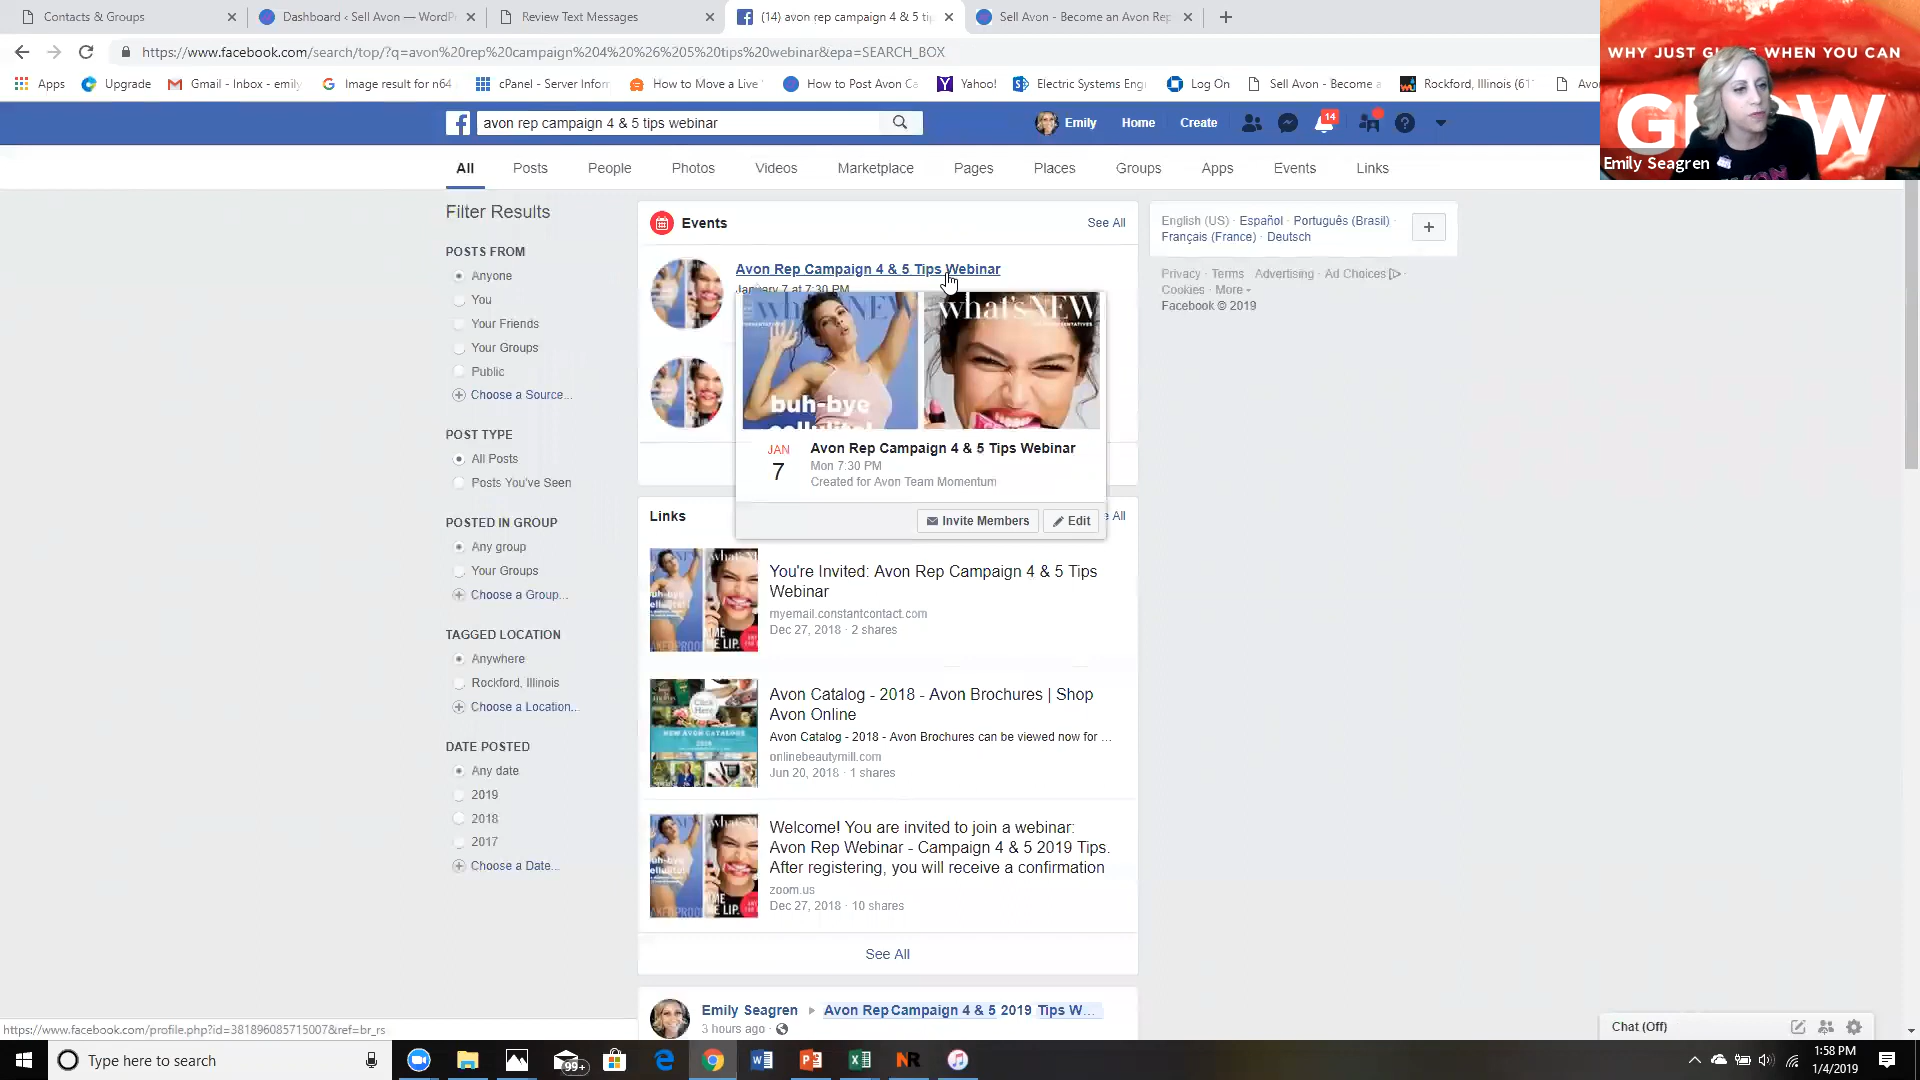 Contacts & Groups
Dashboard ‹ Sell Avon — WordPr
Review Text Messages
(14) avon rep campaign 4 & 5 ti
Sell Avon - Become an Avon Rep
https://www.facebook.com/search/top/?q=avon%20rep%20campaign%204%20%26%205%20tips%20webinar&epa=SEARCH_BOX
Apps
Upgrade
Gmail - Inbox - emily
Image result for n64
cPanel - Server Infor
How to Move a Live
How to Post Avon Ca
Yahoo!
Electric Systems Eng
Log On
Sell Avon - Become a
Rockford, Illinois (61
Avo
WHY JUST WHEN YOU CAN
Emily Seagren
avon rep campaign 4 & 5 tips webinar
Emily
Home
Create
14
All
Posts
People
Photos
Videos
Marketplace
Pages
Places
Groups
Apps
Events
Links
Filter Results
POSTS FROM
Anyone
You
Your Friends
Your Groups
Public
Choose a Source...
POST TYPE
All Posts
Posts You've Seen
POSTED IN GROUP
Any group
Your Groups
Choose a Group...
TAGGED LOCATION
Anywhere
Rockford, Illinois
Choose a Location...
DATE POSTED
Any date
2019
2018
2017
Choose a Date...
Events
See All
Avon Rep Campaign 4 & 5 Tips Webinar
January 7 at 7:30 PM
what'sNEW
buh-bye
JAN
7
Avon Rep Campaign 4 & 5 Tips Webinar
Mon 7:30 PM
Created for Avon Team Momentum
Invite Members
Edit
Links
All
You're Invited: Avon Rep Campaign 4 & 5 Tips
Webinar
myemail.constantcontact.com
Dec 27, 2018 · 2 shares
Avon Catalog - 2018 - Avon Brochures | Shop
Avon Online
Avon Catalog - 2018 - Avon Brochures can be viewed now for ...
onlinebeautymill.com
Jun 20, 2018 · 1 shares
Welcome! You are invited to join a webinar:
Avon Rep Webinar - Campaign 4 & 5 2019 Tips.
After registering, you will receive a confirmation
zoom.us
Dec 27, 2018 · 10 shares
See All
Emily Seagren
Avon Rep Campaign 4 & 5 2019 Tips W...
3 hours ago ·
English (US) · Español · Português (Brasil) ·
Français (France) · Deutsch
Privacy · Terms · Advertising · Ad Choices ·
Cookies · More
Facebook © 2019
Chat (Off)
https://www.facebook.com/profile.php?id=381896085715007&ref=br_rs
Type here to search
99+
1:58 PM
1/4/2019